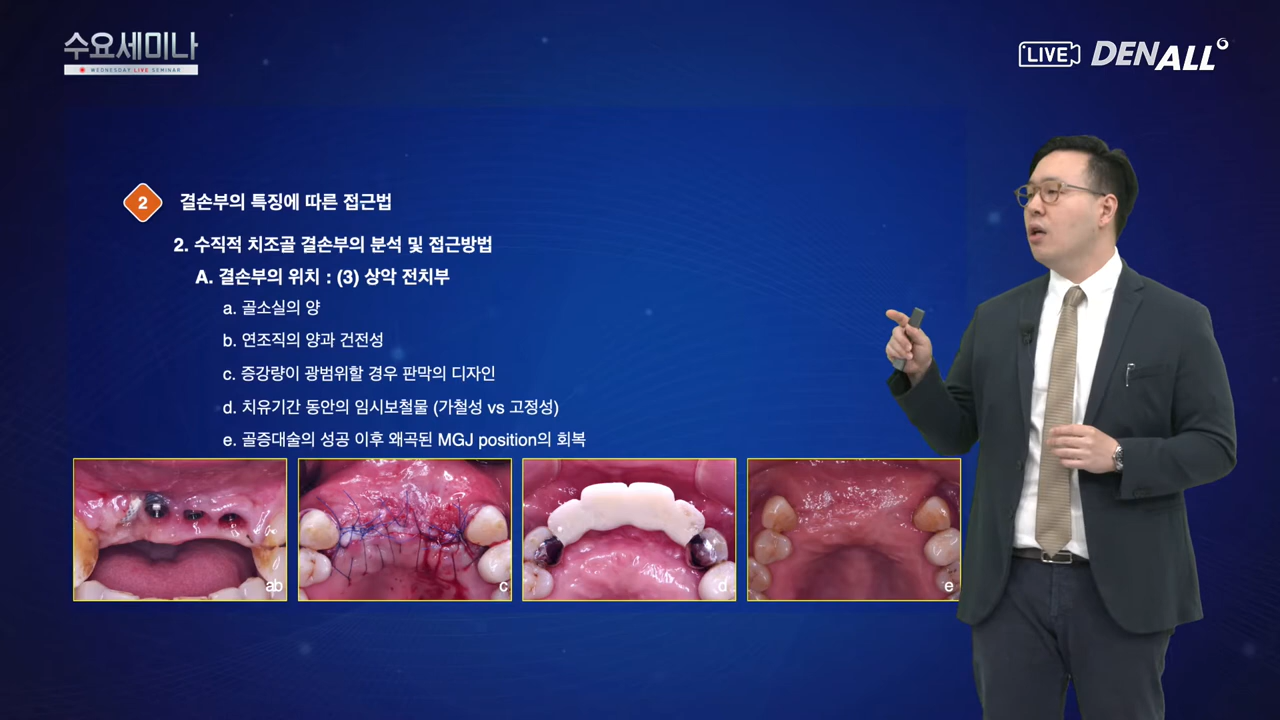 수요세미나
WEDNESDAY LIVE SEMINAR
LIVE DENALL
2 결손부의 특징에 따른 접근법
2. 수직적 치조골 결손부의 분석 및 접근방법
A. 결손부의 위치 : (3) 상악 전치부
a. 골소실의 양
b. 연조직의 양과 건전성
c. 증강량이 광범위할 경우 판막의 디자인
d. 치유기간 동안의 임시보철물 (가철성 vs 고정성)
e. 골증대술의 성공 이후 왜곡된 MGJ position의 회복
ab c d e